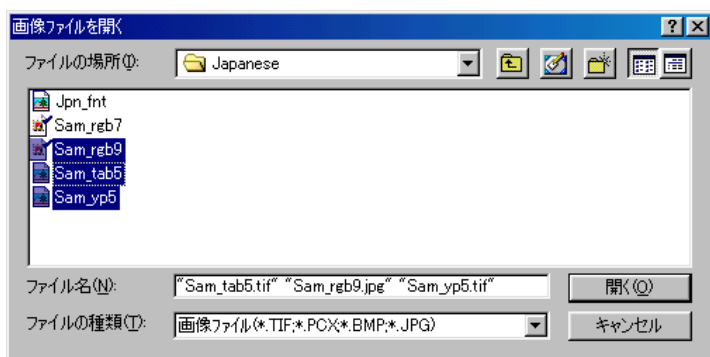 画像ファイルを開く
ファイルの場所(I): Japanese
Jpn_fnt
Sam_rgb7
Sam_rgb9
Sam_tab5
Sam_yp5
ファイル名(N): "Sam_tab5.tif" "Sam_rgb9.jpg" "Sam_yp5.tif" 開く(O)
ファイルの種類(T): 画像ファイル(*.TIF;*.PCX;*.BMP;*.JPG) キャンセル